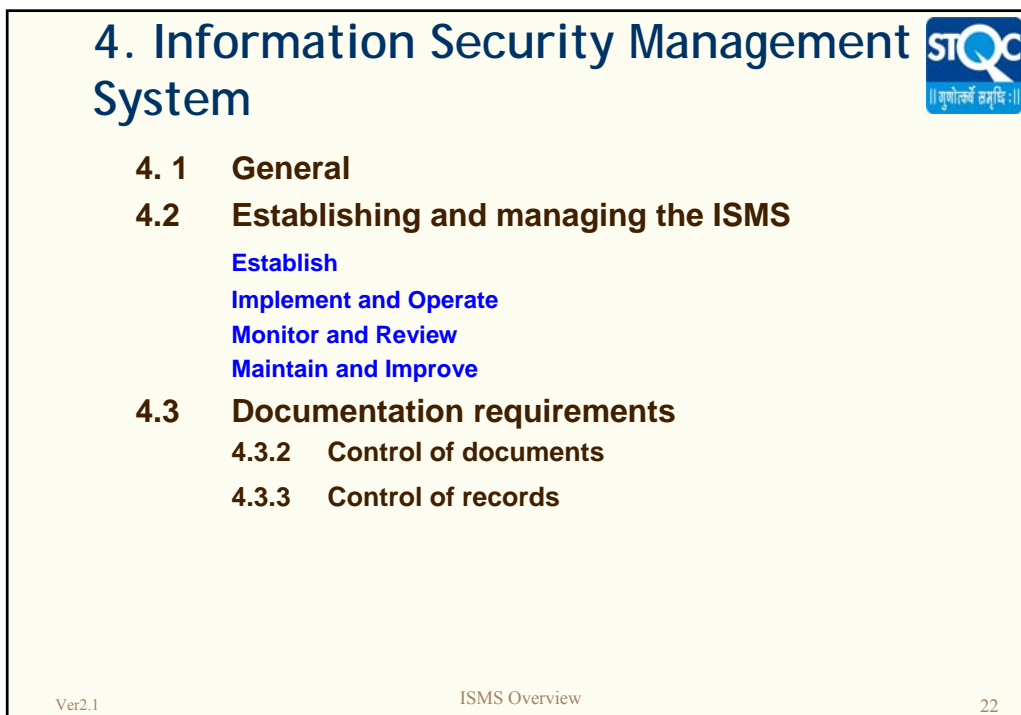 4. Information Security Management
System
STQC
|| गुणोत्कर्षे समृद्धि :||
4. 1 General
4.2 Establishing and managing the ISMS
Establish
Implement and Operate
Monitor and Review
Maintain and Improve
4.3 Documentation requirements
4.3.2 Control of documents
4.3.3 Control of records
Ver2.1 ISMS Overview 22